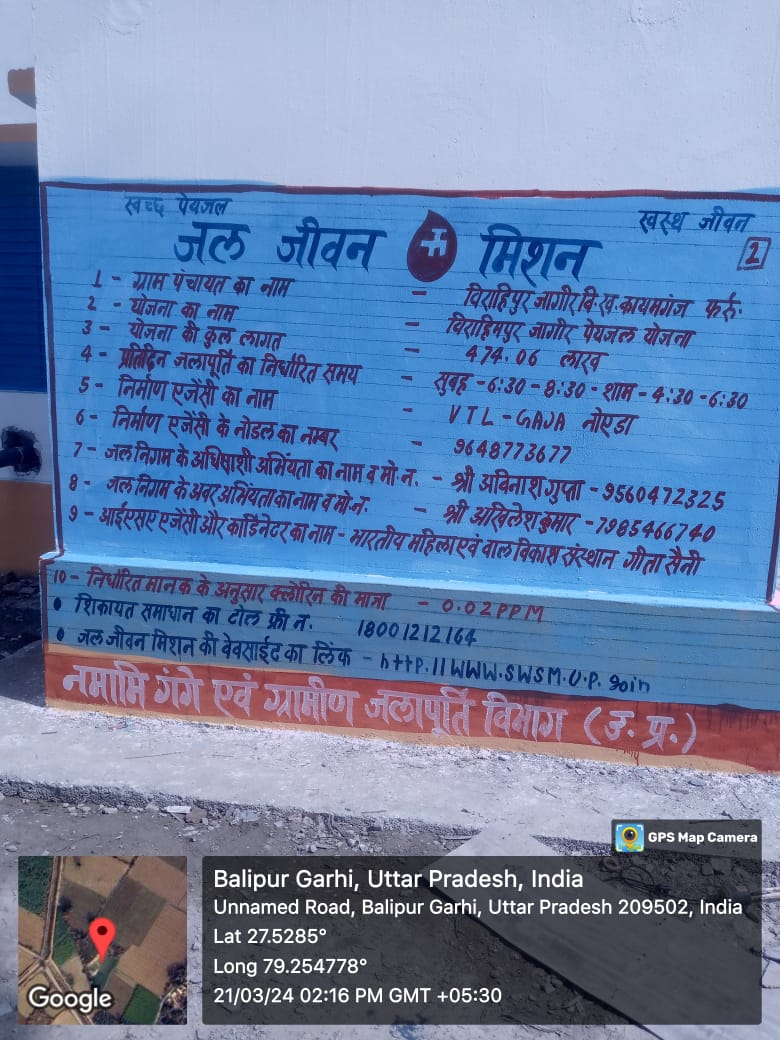 स्वच्छ पेयजल
स्वस्थ जीवन
जल जीवन मिशन
2
1 - ग्राम पंचायत का नाम - विराहिपुर जागीर वि.ख. कायमगंज फर्रु.
2 - योजना का नाम - विराहिमपुर जागीर पेयजल योजना
3 - योजना की कुल लागत - 474.06 लाख
4 - प्रतिदिन जलापूर्ति का निर्धारित समय - सुबह - 6:30 - 8:30 - शाम - 4:30 - 6:30
5 - निर्माण एजेंसी का नाम - VTL - GAJA नोएडा
6 - निर्माण एजेंसी के नोडल का नम्बर - 9648773677
7 - जल निगम के अधिशाशी अभियंता का नाम व मो.न. - श्री अविनाश गुप्ता - 9560472325
8 - जल निगम के अवर अभियंता का नाम व मो.न. - श्री अखिलेश कुमार - 7985466740
9 - आईएसए एजेंसी और कार्डिनेटर का नाम - भारतीय महिला एवं वाल विकाश संस्थान गीता सैनी
10 - निर्धारित मानक के अनुसार क्लोरिन की मात्रा - 0.02 PPM
• शिकायत समाधान का टोल फ्री न. 18001212164
• जल जीवन मिशन की वेवसाईट का लिंक - http.11WWW.SWSM.U.P.goin
नमामि गंगे एवं ग्रामीण जलापूर्ति विभाग (उ.प्र.)
GPS Map Camera
Google
Balipur Garhi, Uttar Pradesh, India
Unnamed Road, Balipur Garhi, Uttar Pradesh 209502, India
Lat 27.5285°
Long 79.254778°
21/03/24 02:16 PM GMT +05:30